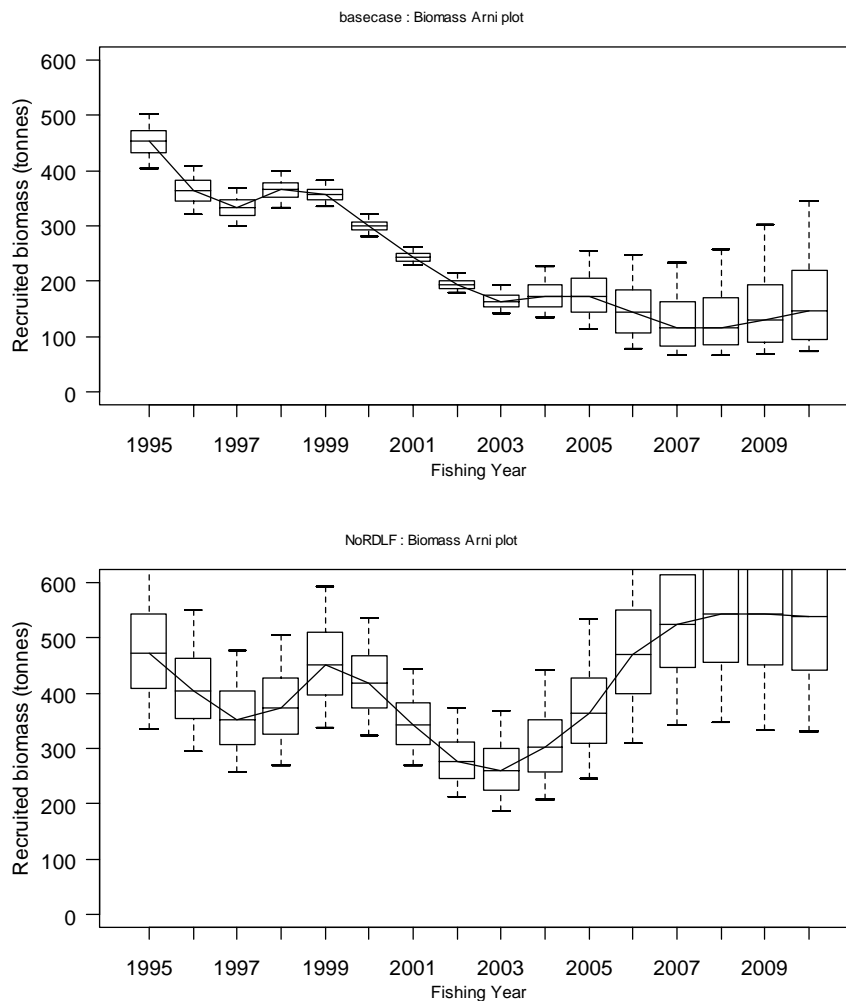 basecase : Biomass Arni plot
600
500
400
300
200
100
0
Recruited biomass (tonnes)
1995 1997 1999 2001 2003 2005 2007 2009
Fishing Year
NoRDLF : Biomass Arni plot
600
500
400
300
200
100
0
Recruited biomass (tonnes)
1995 1997 1999 2001 2003 2005 2007 2009
Fishing Year